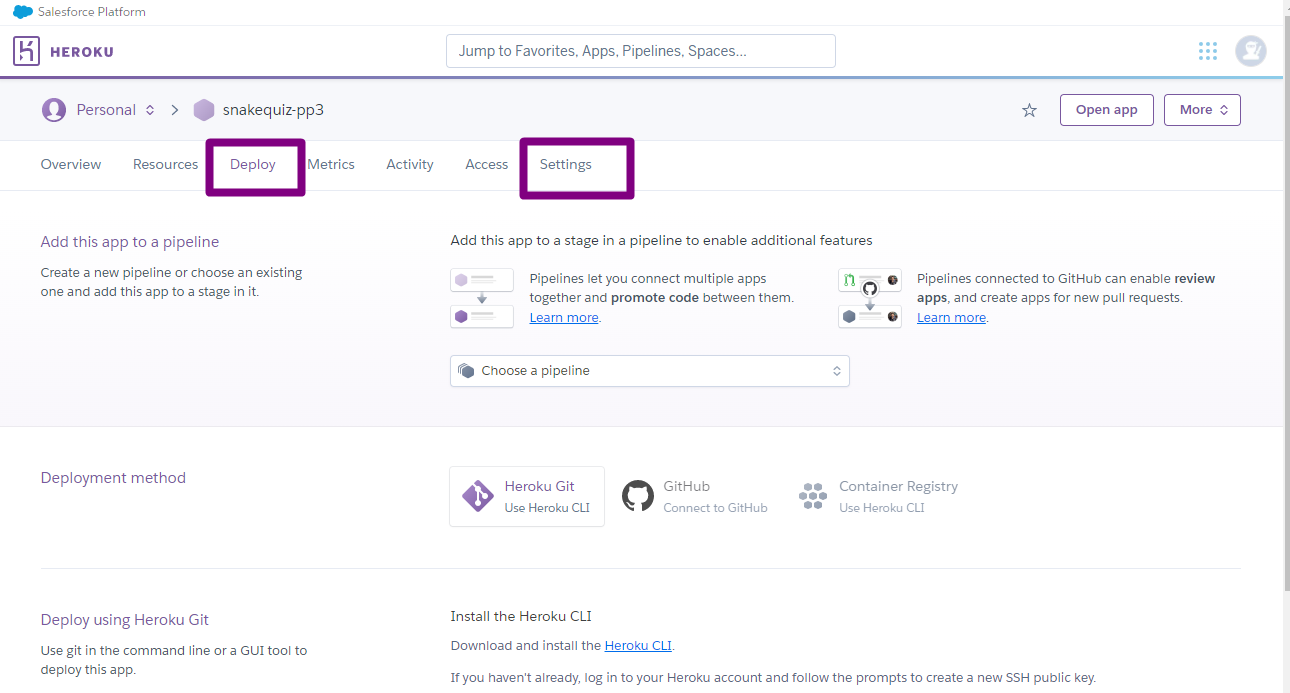 Salesforce Platform
HEROKU
Jump to Favorites, Apps, Pipelines, Spaces...
Personal
snakequiz-pp3
Open app
More
Overview
Resources
Deploy
Metrics
Activity
Access
Settings
Add this app to a pipeline
Create a new pipeline or choose an existing
one and add this app to a stage in it.
Add this app to a stage in a pipeline to enable additional features
Pipelines let you connect multiple apps
together and promote code between them.
Learn more.
Pipelines connected to GitHub can enable review
apps, and create apps for new pull requests.
Learn more.
Choose a pipeline
Deployment method
Heroku Git
Use Heroku CLI
GitHub
Connect to GitHub
Container Registry
Use Heroku CLI
Deploy using Heroku Git
Use git in the command line or a GUI tool to
deploy this app.
Install the Heroku CLI
Download and install the Heroku CLI.
If you haven't already, log in to your Heroku account and follow the prompts to create a new SSH public key.